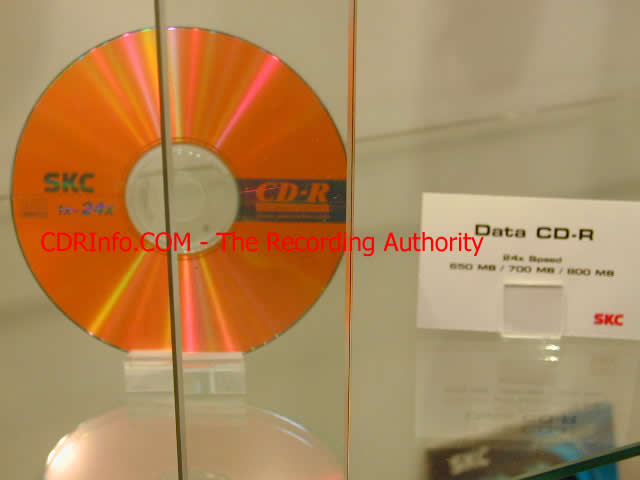 SKC
1x-24x
CD-R
CDRInfo.COM - The Recording Authority
Data CD-R
24x Speed
650 MB / 700 MB / 800 MB
SKC
SKC